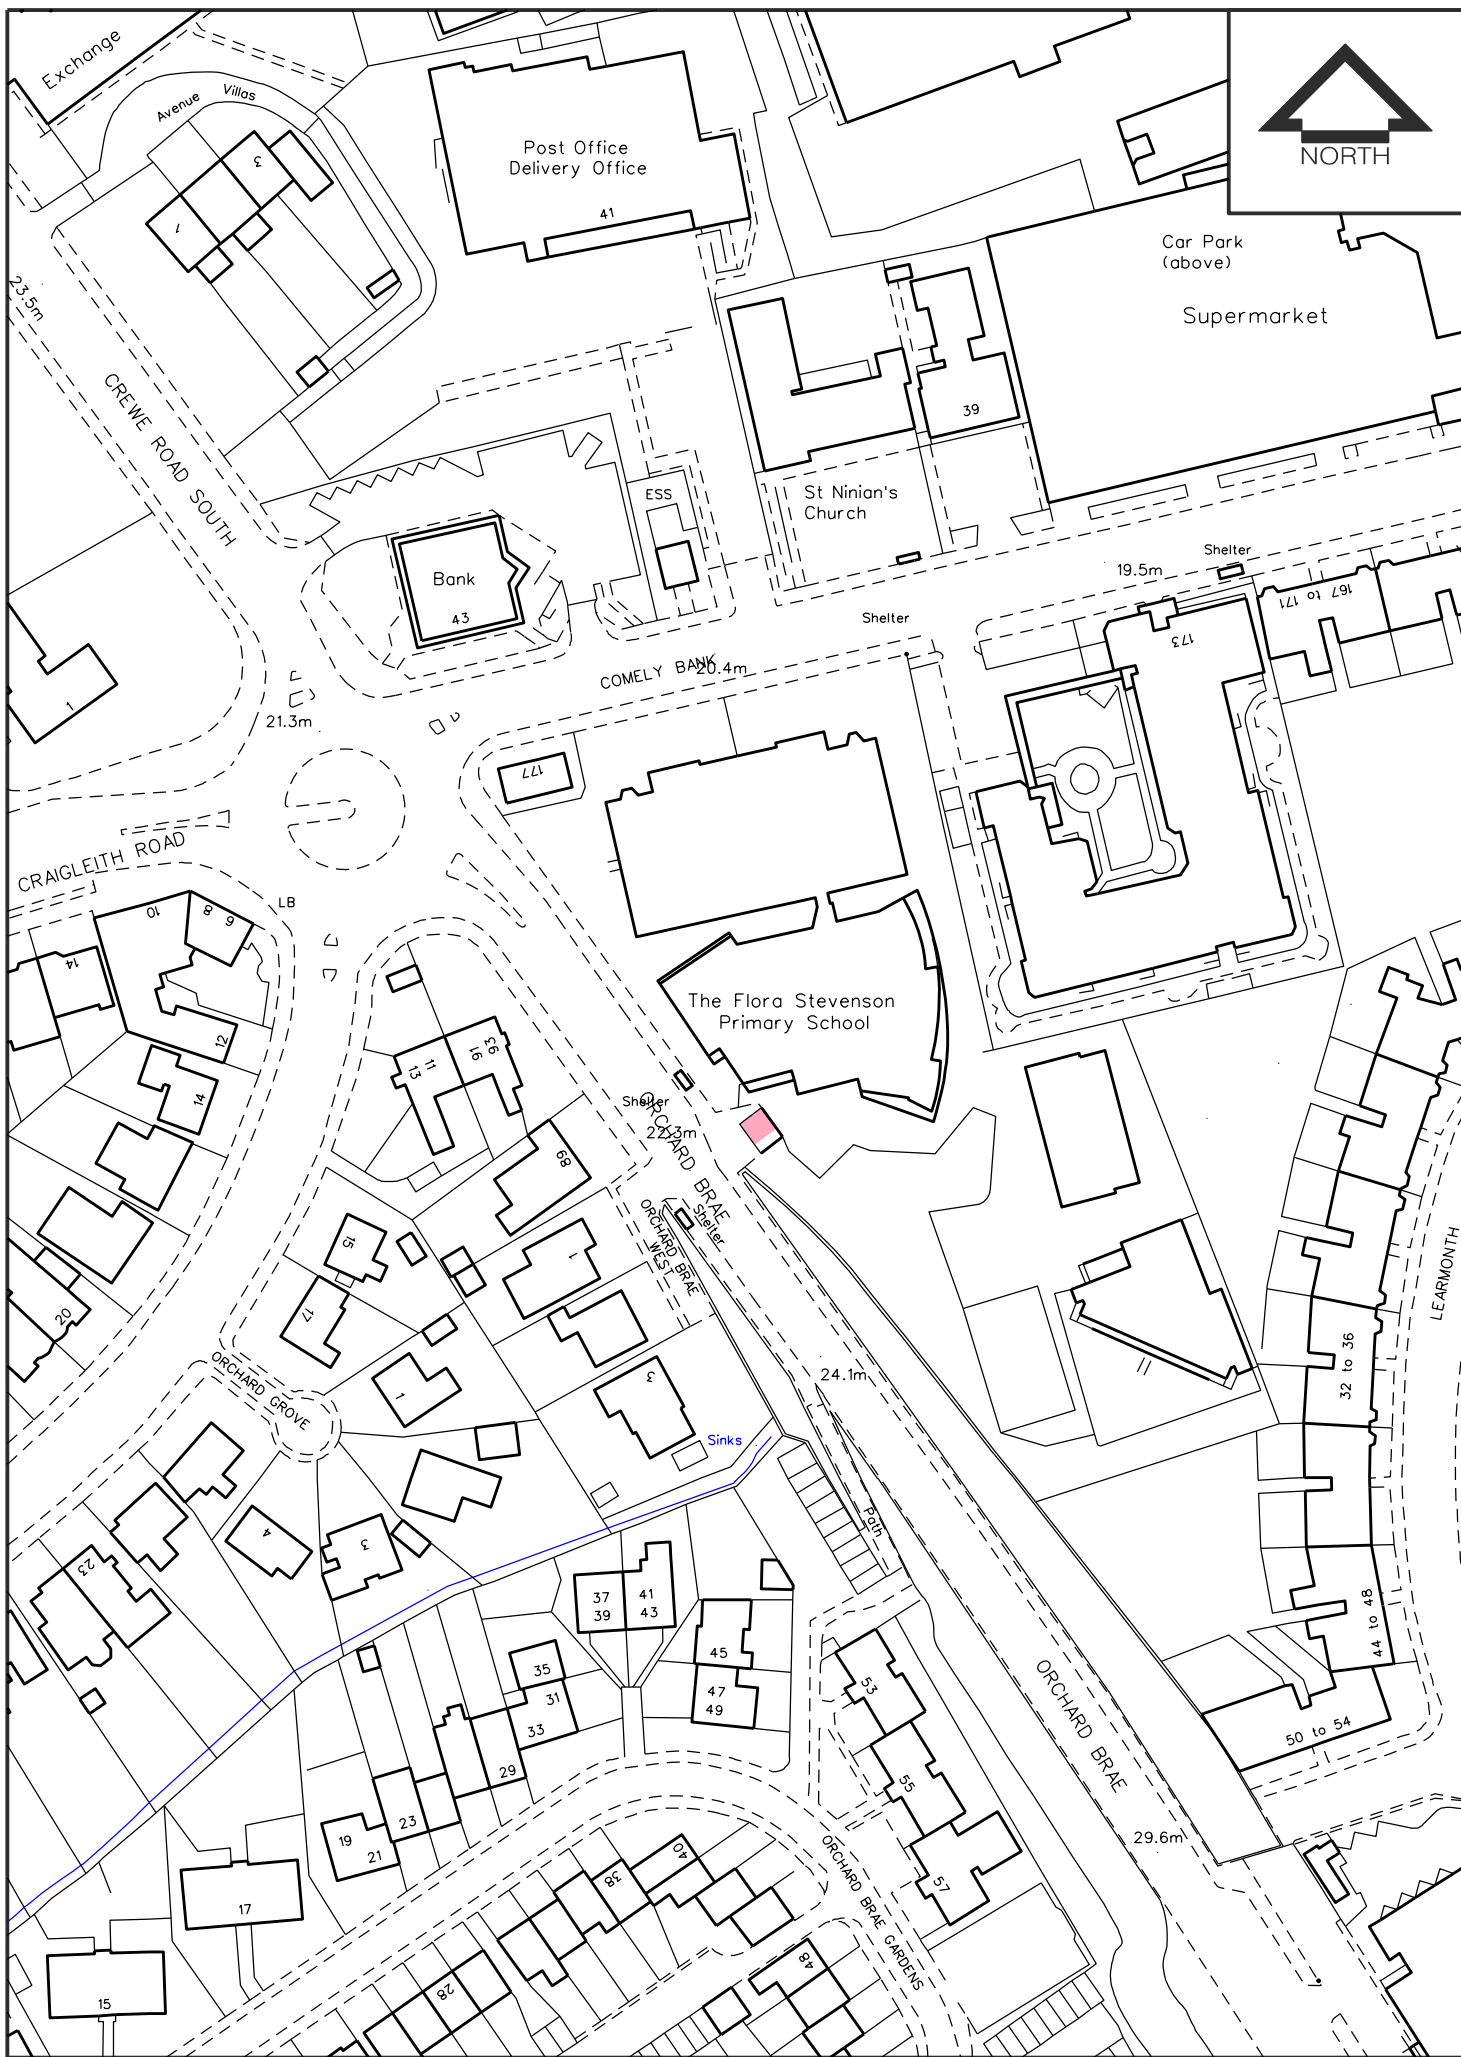 Exchange
Avenue Villas
3
1
Post Office
Delivery Office
41
NORTH
Car Park
(above)
Supermarket
23.5m
CREWE ROAD SOUTH
39
ESS
St Ninian's
Church
Bank
43
Shelter
19.5m
167 to 171
173
Shelter
COMELY BANK
20.4m
1
21.3m
177
CRAIGLEITH ROAD
LB
10
8
6
14
12
14
The Flora Stevenson
Primary School
11
13
93
91
Shelter
22.3m
ORCHARD BRAE
89
15
17
20
1
ORCHARD BRAE
WEST
Shelter
LEARMONTH
32 to 36
24.1m
ORCHARD GROVE
1
3
Sinks
Path
4
3
23
37
39
41
43
45
47
49
35
31
33
29
23
19
21
53
55
57
44 to 48
50 to 54
ORCHARD BRAE
29.6m
40
38
28
48
ORCHARD BRAE GARDENS
17
15